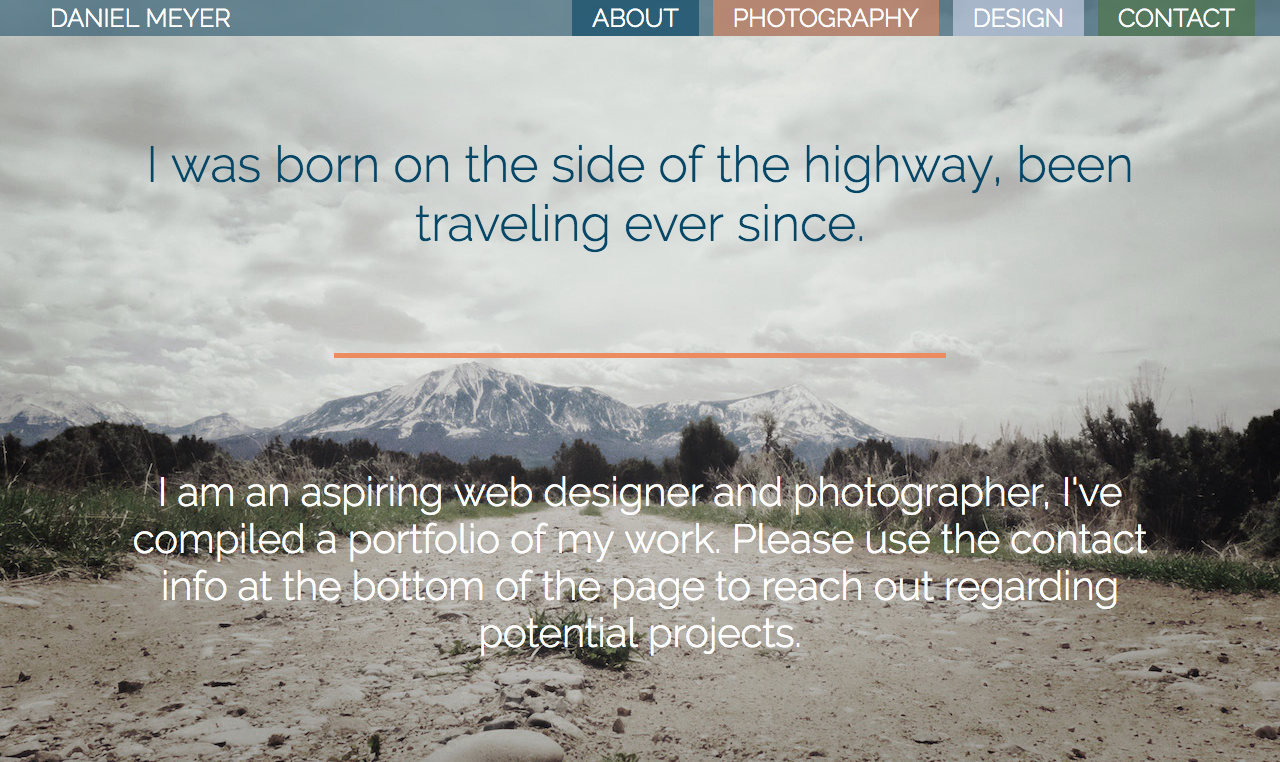 DANIEL MEYER ABOUT PHOTOGRAPHY DESIGN CONTACT
I was born on the side of the highway, been
traveling ever since.
I am an aspiring web designer and photographer, I've
compiled a portfolio of my work. Please use the contact
info at the bottom of the page to reach out regarding
potential projects.